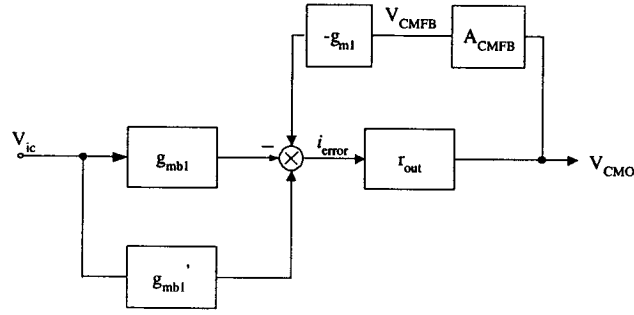 -g_m1
V_CMFB
A_CMFB
V_ic
g_mb1
−
i_error
r_out
V_CMO
g_mb1'